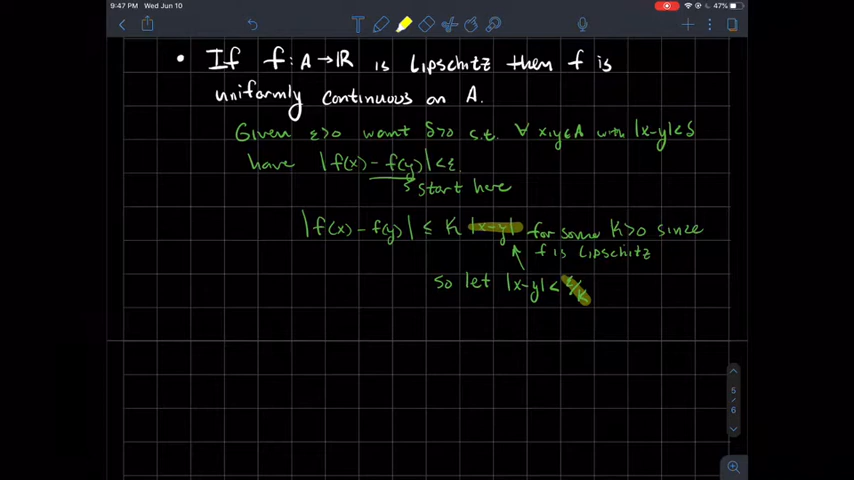 9:47 PM Wed Jun 10
47%
• If f: A→ℝ is Lipschitz then f is
uniformly continuous on A.
Given ε>0 want δ>0 s.t. ∀ x,y∈A with |x-y|<δ
have |f(x)-f(y)|<ε.
start here
|f(x)-f(y)| ≤ K |x-y| for some K>0 since
f is Lipschitz
so let |x-y|< ε/K
5
/
6